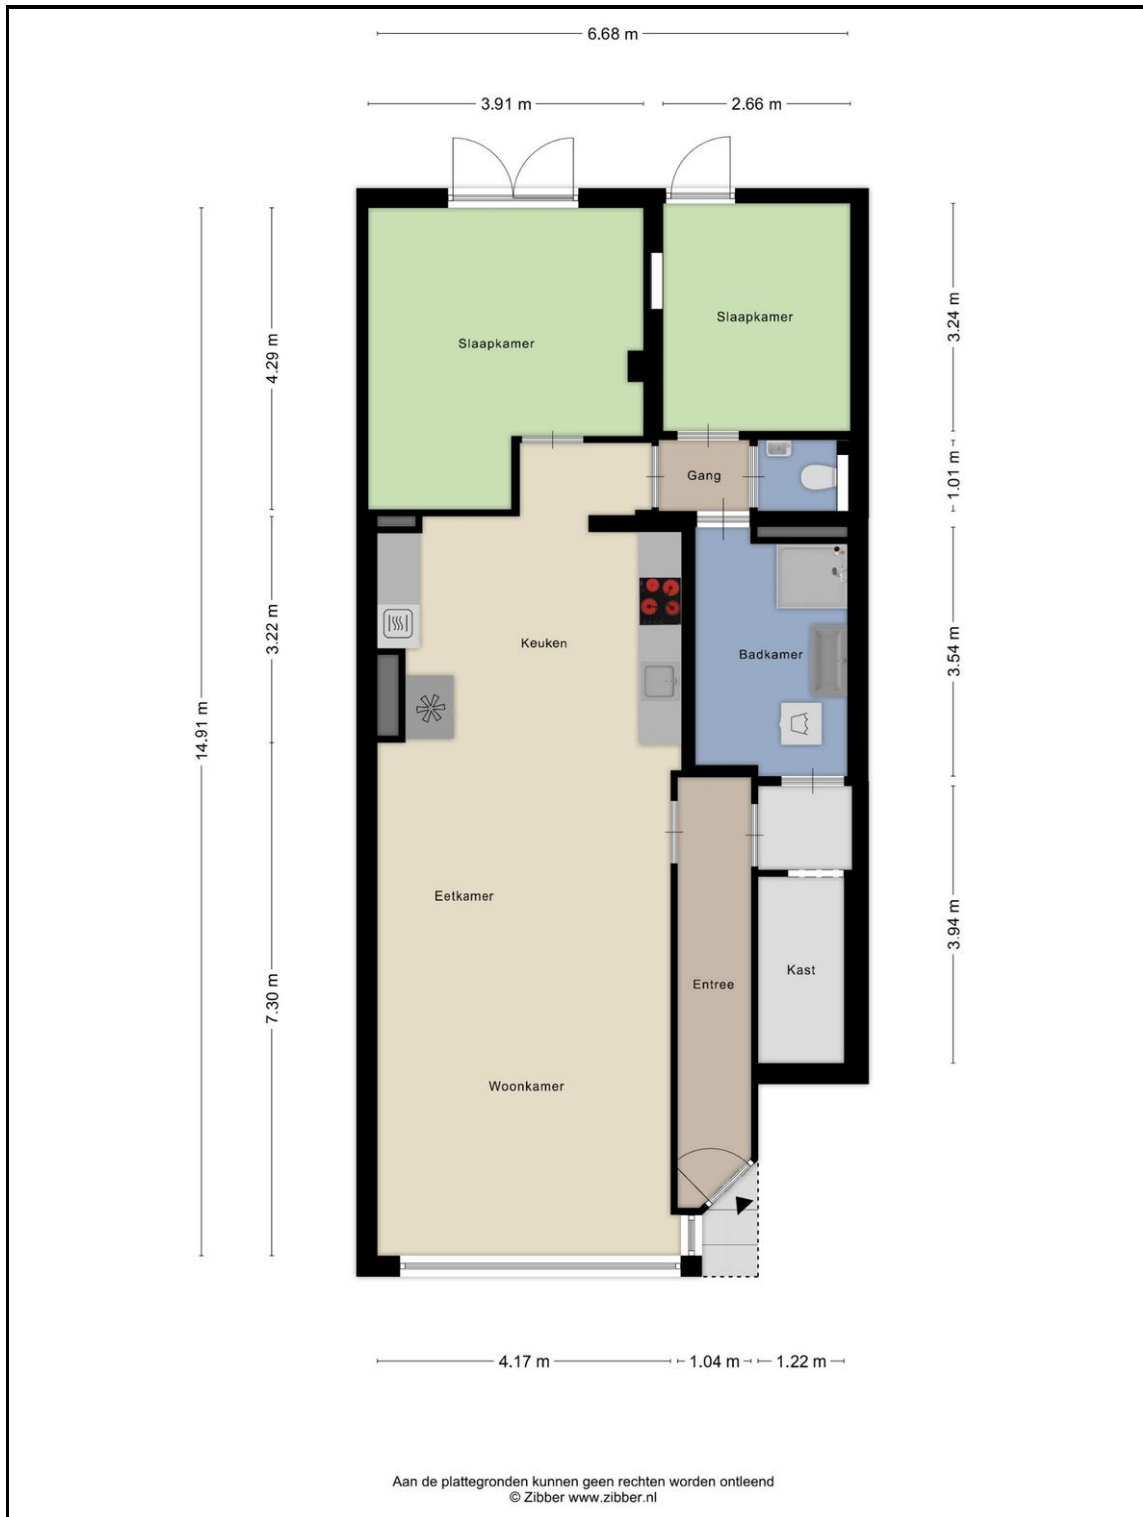 6.68 m
3.91 m
2.66 m
Slaapkamer
Slaapkamer
3.24 m
4.29 m
1.01 m
Gang
3.22 m
Keuken
Badkamer
3.54 m
14.91 m
Eetkamer
3.94 m
Kast
Entree
7.30 m
Woonkamer
4.17 m
1.04 m
1.22 m
Aan de plattegronden kunnen geen rechten worden ontleend
© Zibber www.zibber.nl